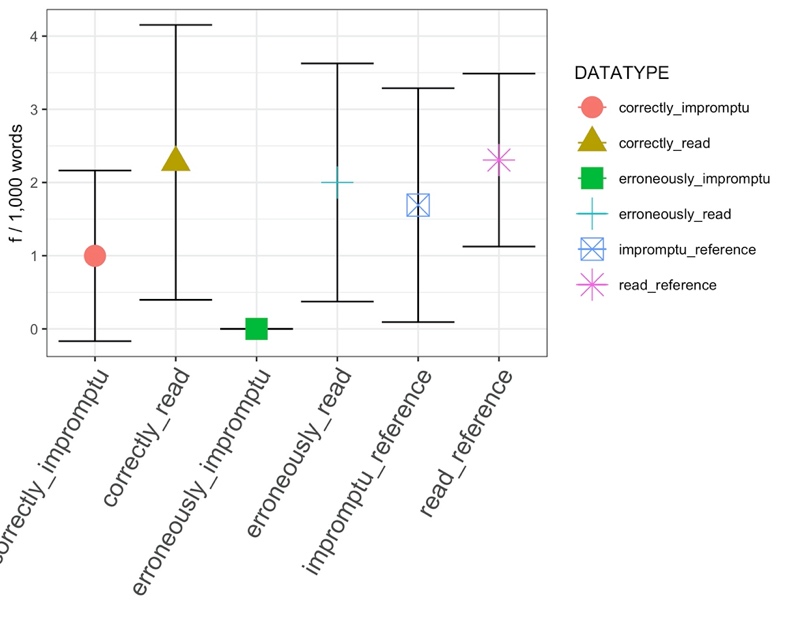 4
3
2
1
0
f / 1,000 words
orrectly_impromptu
correctly_read
erroneously_impromptu
erroneously_read
impromptu_reference
read_reference
DATATYPE
correctly_impromptu
correctly_read
erroneously_impromptu
erroneously_read
impromptu_reference
read_reference